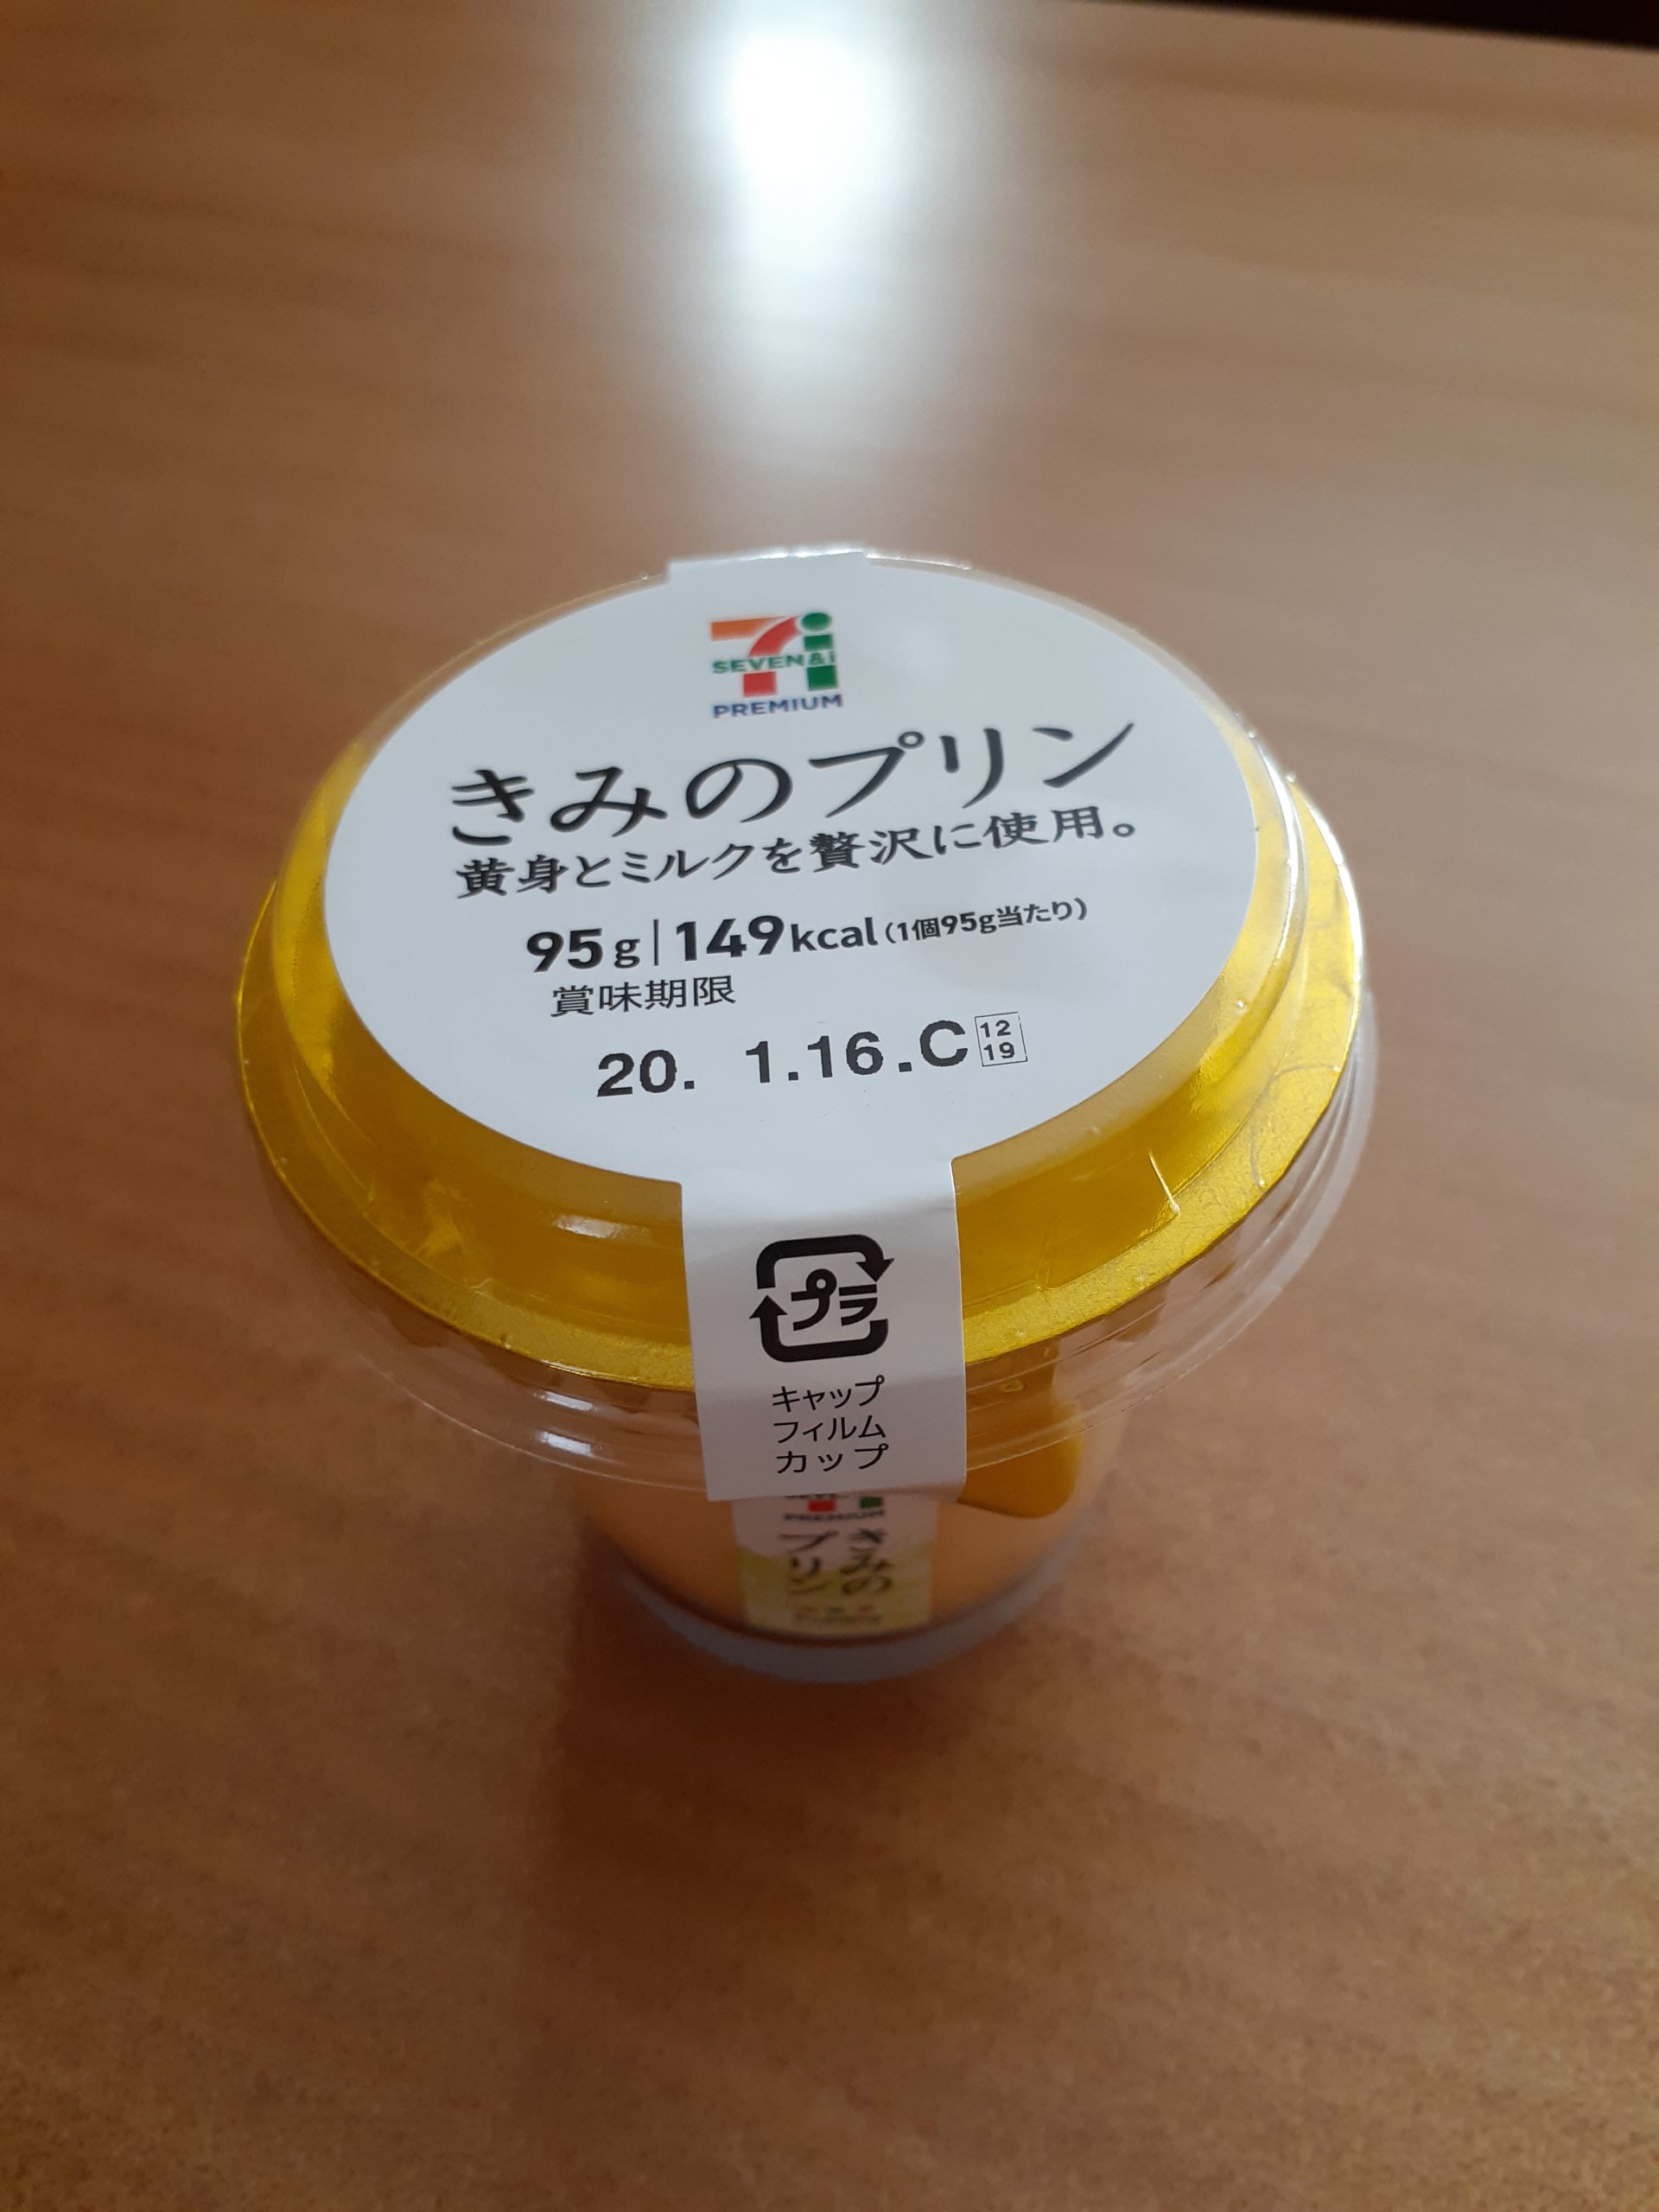 SEVEN&i
PREMIUM
きみのプリン
黄身とミルクを贅沢に使用。
95g|149kcal(1個95g当たり)
賞味期限
20. 1.16.C 12 19
プラ
キャップ
フィルム
カップ
PREMIUM
きみの
プリン